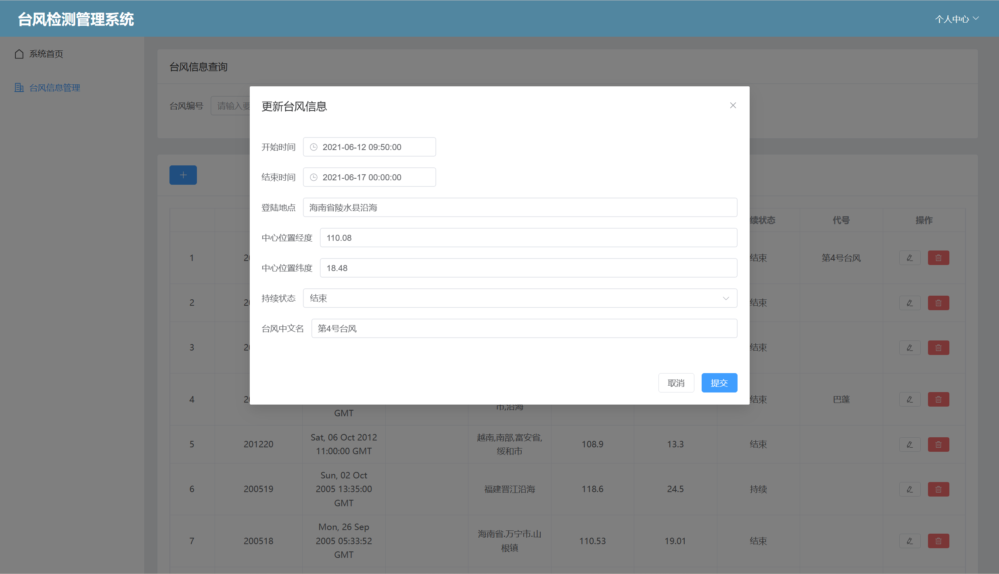 台风检测管理系统
个人中心
系统首页
台风信息管理
台风信息查询
台风编号
请输入要
更新台风信息
开始时间 2021-06-12 09:50:00
结束时间 2021-06-17 00:00:00
登陆地点 海南省陵水县沿海
中心位置经度 110.08
中心位置纬度 18.48
持续状态 结束
台风中文名 第4号台风
取消 提交
续状态 代号 操作
1 20 结束 第4号台风
2 20 结束
3 20 结束
4 20 结束 巴蓬
GMT
市,沿海
5 201220 Sat, 06 Oct 2012
11:00:00 GMT
越南,南部,富安省,
绥和市
108.9 13.3 结束
6 200519 Sun, 02 Oct
2005 13:35:00
GMT
福建晋江沿海 118.6 24.5 持续
7 200518 Mon, 26 Sep
2005 05:33:52
GMT
海南省.万宁市.山
根镇
110.53 19.01 结束